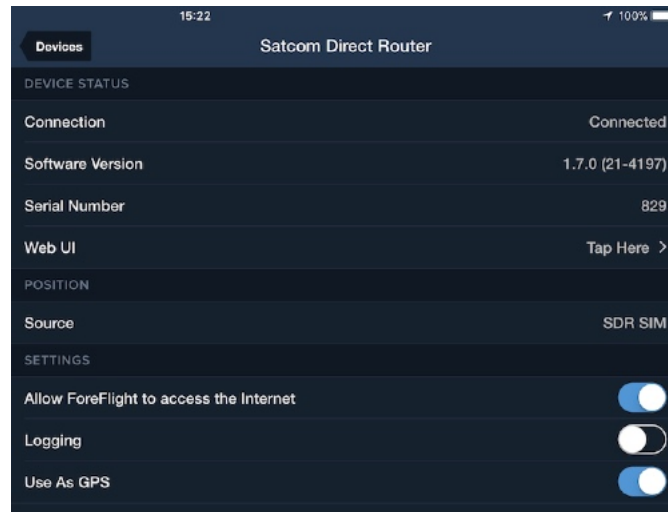 15:22
100%
Devices
Satcom Direct Router
DEVICE STATUS
Connection Connected
Software Version 1.7.0 (21-4197)
Serial Number 829
Web UI Tap Here >
POSITION
Source SDR SIM
SETTINGS
Allow ForeFlight to access the Internet
Logging
Use As GPS